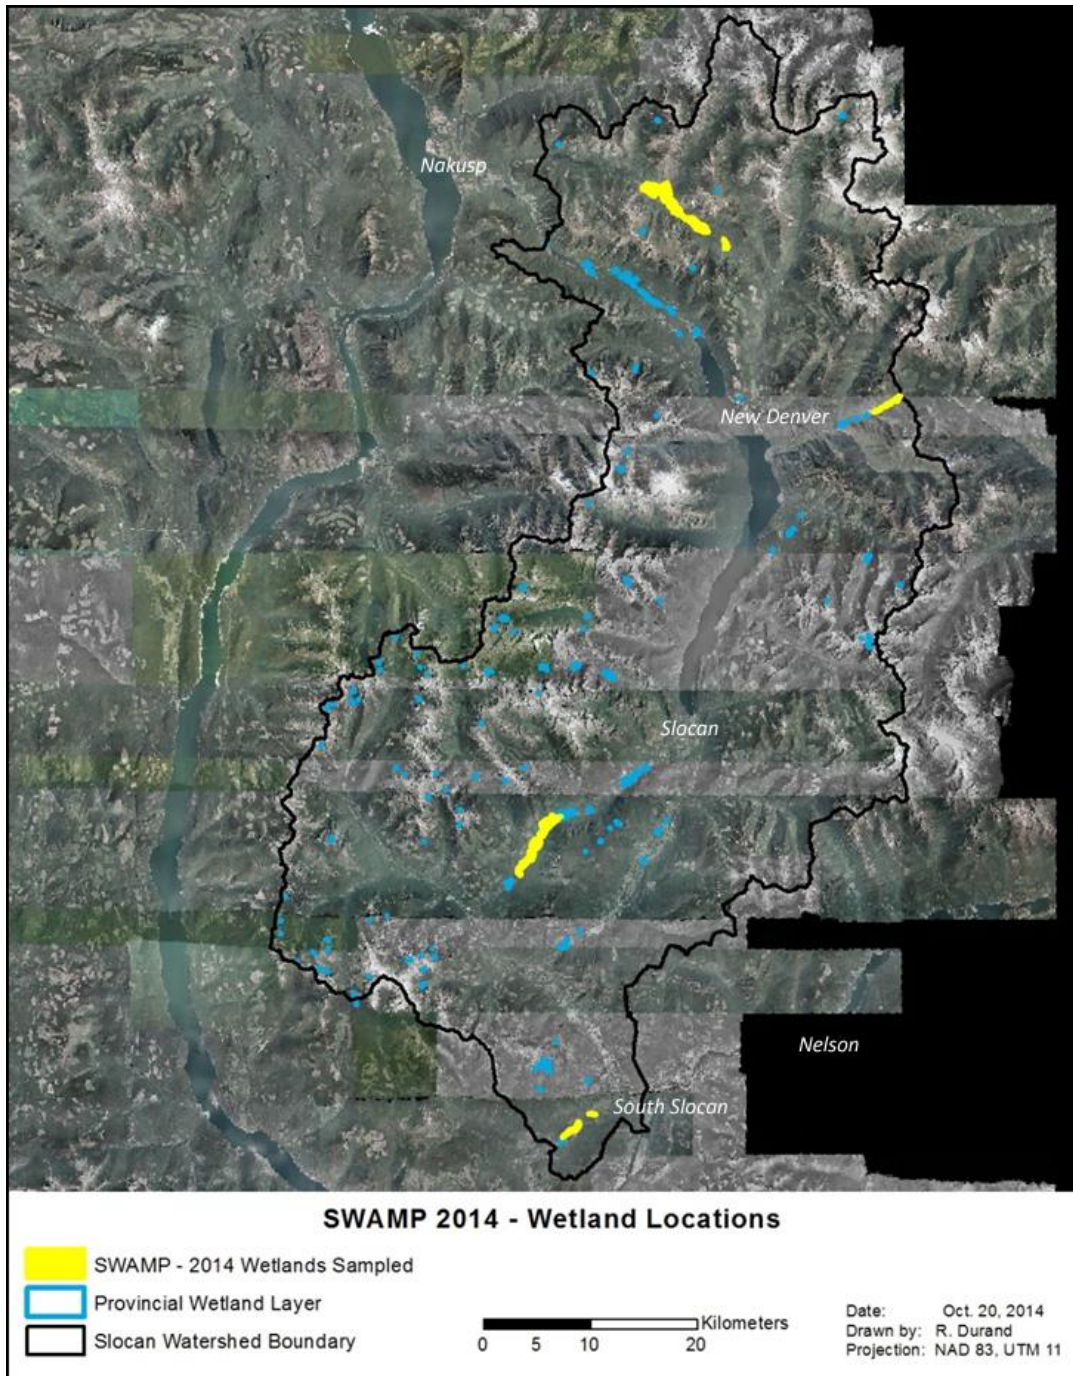 Nakusp
New Denver
Slocan
Nelson
South Slocan
SWAMP 2014 - Wetland Locations
SWAMP - 2014 Wetlands Sampled
Provincial Wetland Layer
Slocan Watershed Boundary
Kilometers
0 5 10 20
Date: Oct. 20, 2014
Drawn by: R. Durand
Projection: NAD 83, UTM 11